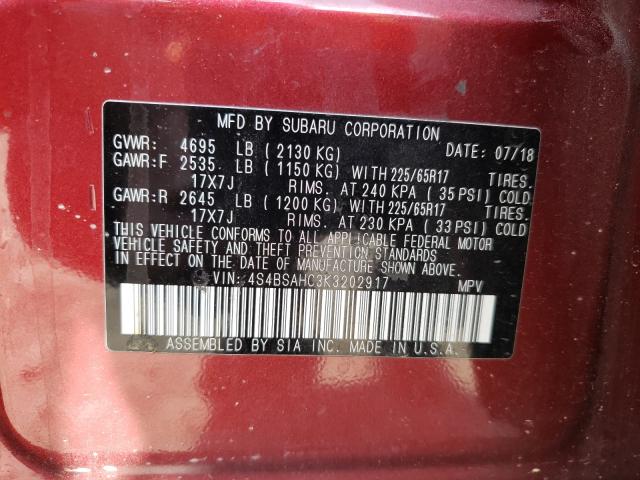 MFD BY SUBARU CORPORATION
GVWR: 4695 LB ( 2130 KG) DATE: 07/18
GAWR:F 2535 LB ( 1150 KG) WITH 225/65R17 TIRES.
17X7J RIMS. AT 240 KPA ( 35 PSI) COLD
GAWR:R 2645 LB ( 1200 KG) WITH 225/65R17 TIRES.
17X7J RIMS. AT 230 KPA ( 33 PSI) COLD
THIS VEHICLE CONFORMS TO ALL APPLICABLE FEDERAL MOTOR
VEHICLE SAFETY AND THEFT PREVENTION STANDARDS
IN EFFECT ON THE DATE OF MANUFACTURE SHOWN ABOVE.
VIN: 4S4BSAHC3K3202917 MPV
ASSEMBLED BY SIA INC. MADE IN U.S.A.